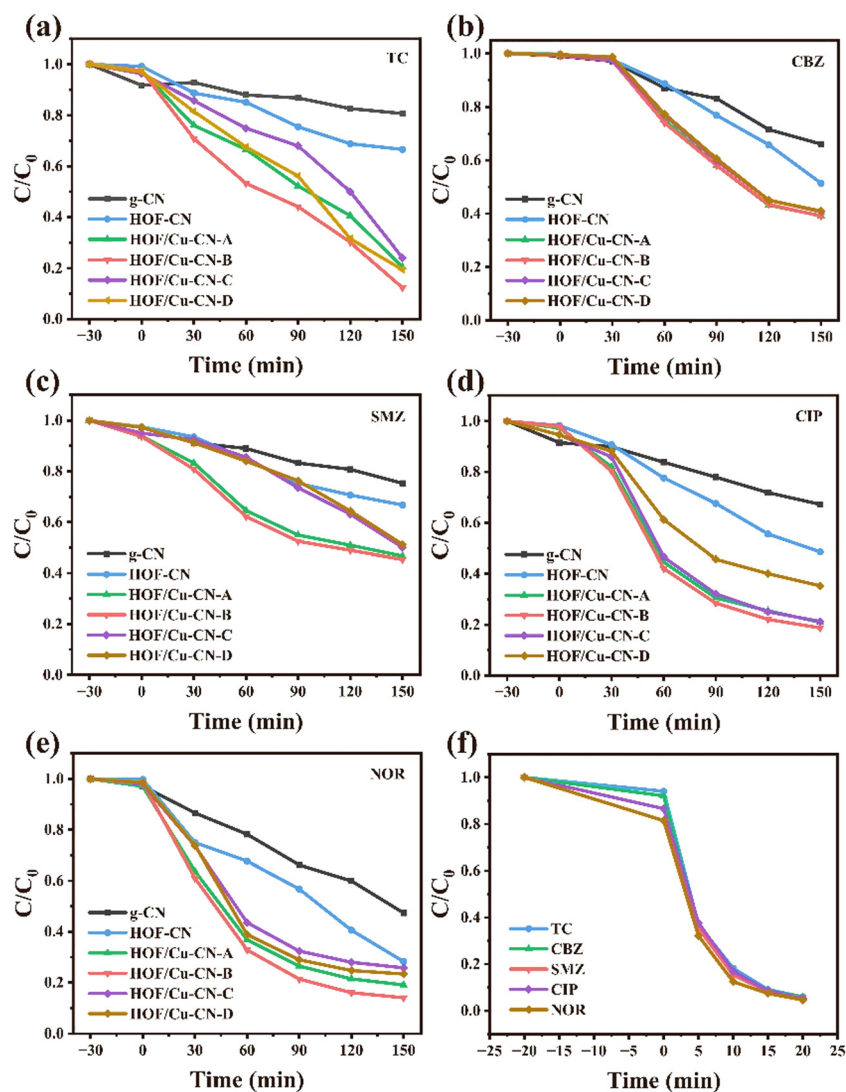 (a)
TC
C/C0
1.0
0.8
0.6
0.4
0.2
0.0
g-CN
HOF-CN
HOF/Cu-CN-A
HOF/Cu-CN-B
HOF/Cu-CN-C
HOF/Cu-CN-D
−30 0 30 60 90 120 150
Time (min)
(b)
CBZ
C/C0
1.0
0.8
0.6
0.4
0.2
0.0
g-CN
HOF-CN
HOF/Cu-CN-A
HOF/Cu-CN-B
HOF/Cu-CN-C
HOF/Cu-CN-D
−30 0 30 60 90 120 150
Time (min)
(c)
SMZ
C/C0
1.0
0.8
0.6
0.4
0.2
0.0
g-CN
HOF-CN
HOF/Cu-CN-A
HOF/Cu-CN-B
HOF/Cu-CN-C
HOF/Cu-CN-D
−30 0 30 60 90 120 150
Time (min)
(d)
CIP
C/C0
1.0
0.8
0.6
0.4
0.2
0.0
g-CN
HOF-CN
HOF/Cu-CN-A
HOF/Cu-CN-B
HOF/Cu-CN-C
HOF/Cu-CN-D
−30 0 30 60 90 120 150
Time (min)
(e)
NOR
C/C0
1.0
0.8
0.6
0.4
0.2
0.0
g-CN
HOF-CN
HOF/Cu-CN-A
HOF/Cu-CN-B
HOF/Cu-CN-C
HOF/Cu-CN-D
−30 0 30 60 90 120 150
Time (min)
(f)
C/C0
1.0
0.8
0.6
0.4
0.2
0.0
TC
CBZ
SMZ
CIP
NOR
−25 −20 −15 −10 −5 0 5 10 15 20 25
Time (min)